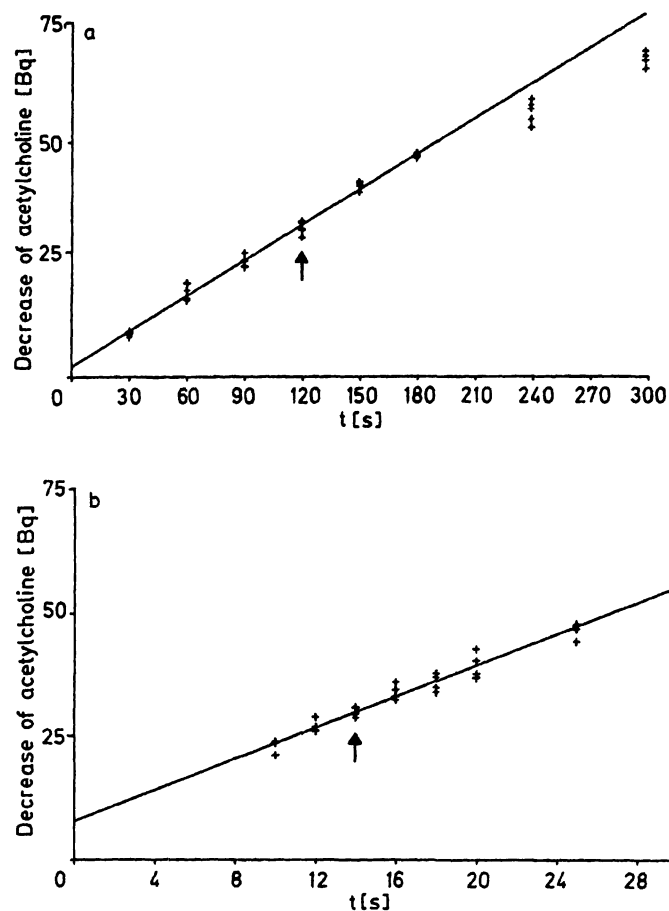 a
Decrease of acetylcholine [Bq]
75
50
25
0 30 60 90 120 150 180 210 240 270 300
t[s]
b
Decrease of acetylcholine [Bq]
75
50
25
0 4 8 12 16 20 24 28
t[s]